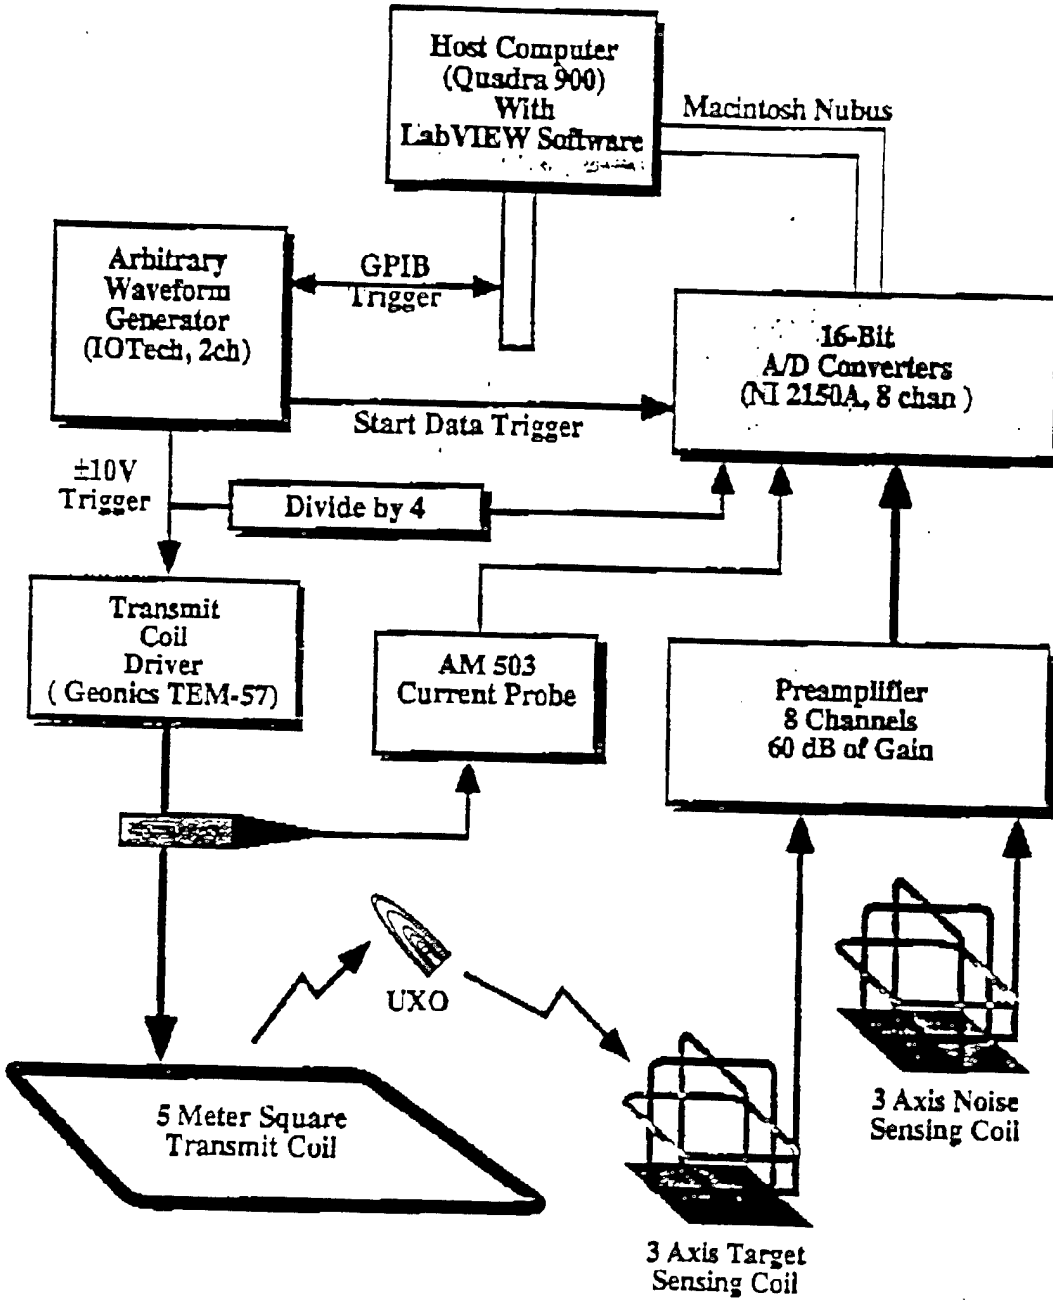 Host Computer
(Quadra 900)
With
LabVIEW Software
Macintosh Nubus
Arbitrary
Waveform
Generator
(IOTech, 2ch)
GPIB
Trigger
16-Bit
A/D Converters
(NI 2150A, 8 chan )
Start Data Trigger
±10V
Trigger
Divide by 4
Transmit
Coil
Driver
( Geonics TEM-57)
AM 503
Current Probe
Preamplifier
8 Channels
60 dB of Gain
UXO
5 Meter Square
Transmit Coil
3 Axis Noise
Sensing Coil
3 Axis Target
Sensing Coil